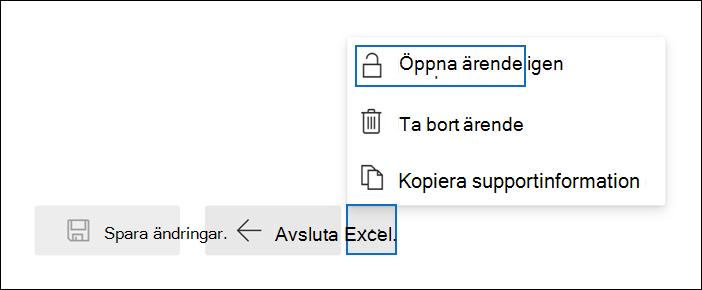 Öppna ärende igen
Ta bort ärende
Kopiera supportinformation
Spara ändringar. Avsluta Excel.